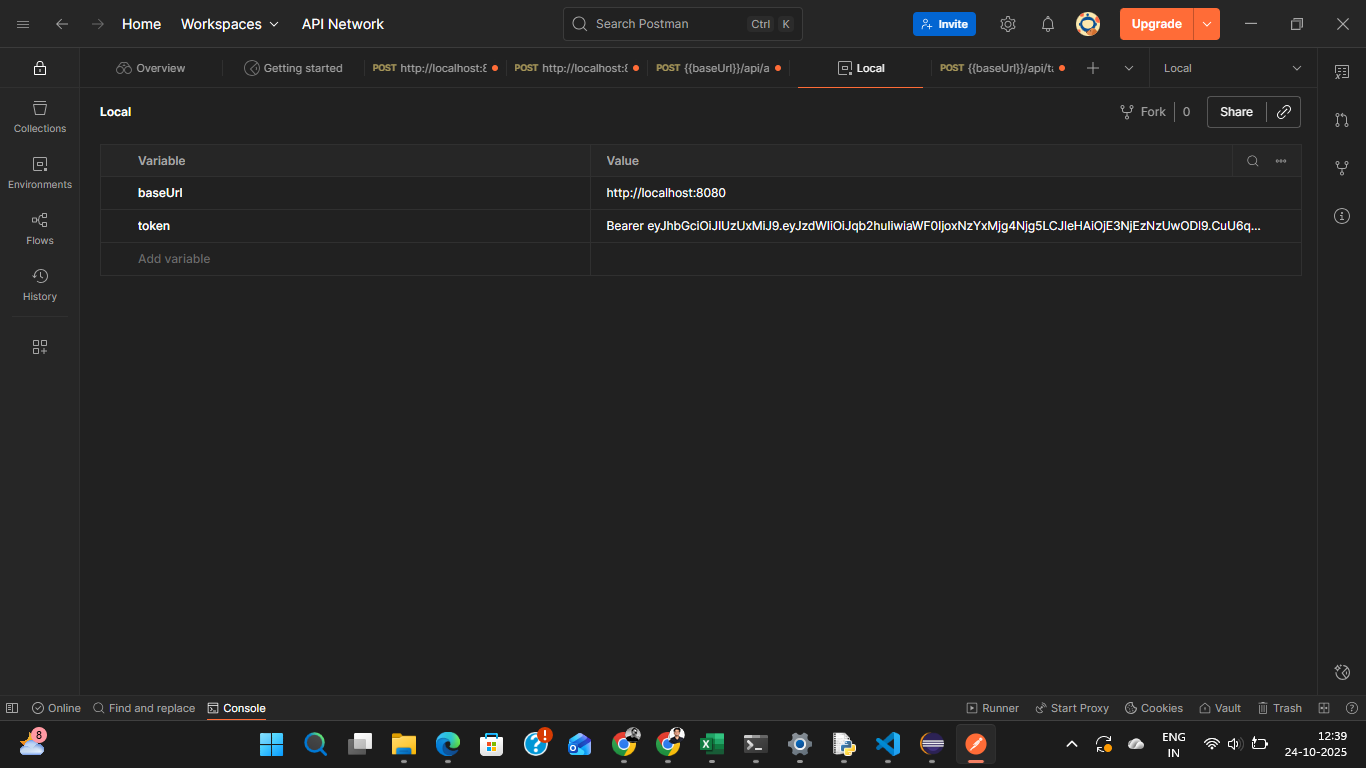 Home
Workspaces
API Network
Search Postman
Ctrl K
Invite
Upgrade
Overview
Getting started
POST http://localhost:8
POST http://localhost:8
POST {{baseUrl}}/api/a
Local
POST {{baseUrl}}/api/ta
Local
Collections
Environments
Flows
History
Local
Fork 0
Share
Variable Value
baseUrl http://localhost:8080
token Bearer eyJhbGciOiJIUzUxMiJ9.eyJzdWIiOiJqb2huIiwiaWF0IjoxNzYxMjg4Njg5LCJleHAiOjE3NjEzNzUwODl9.CuU6q...
Add variable
Online
Find and replace
Console
Runner
Start Proxy
Cookies
Vault
Trash
8
ENG
IN
12:39
24-10-2025